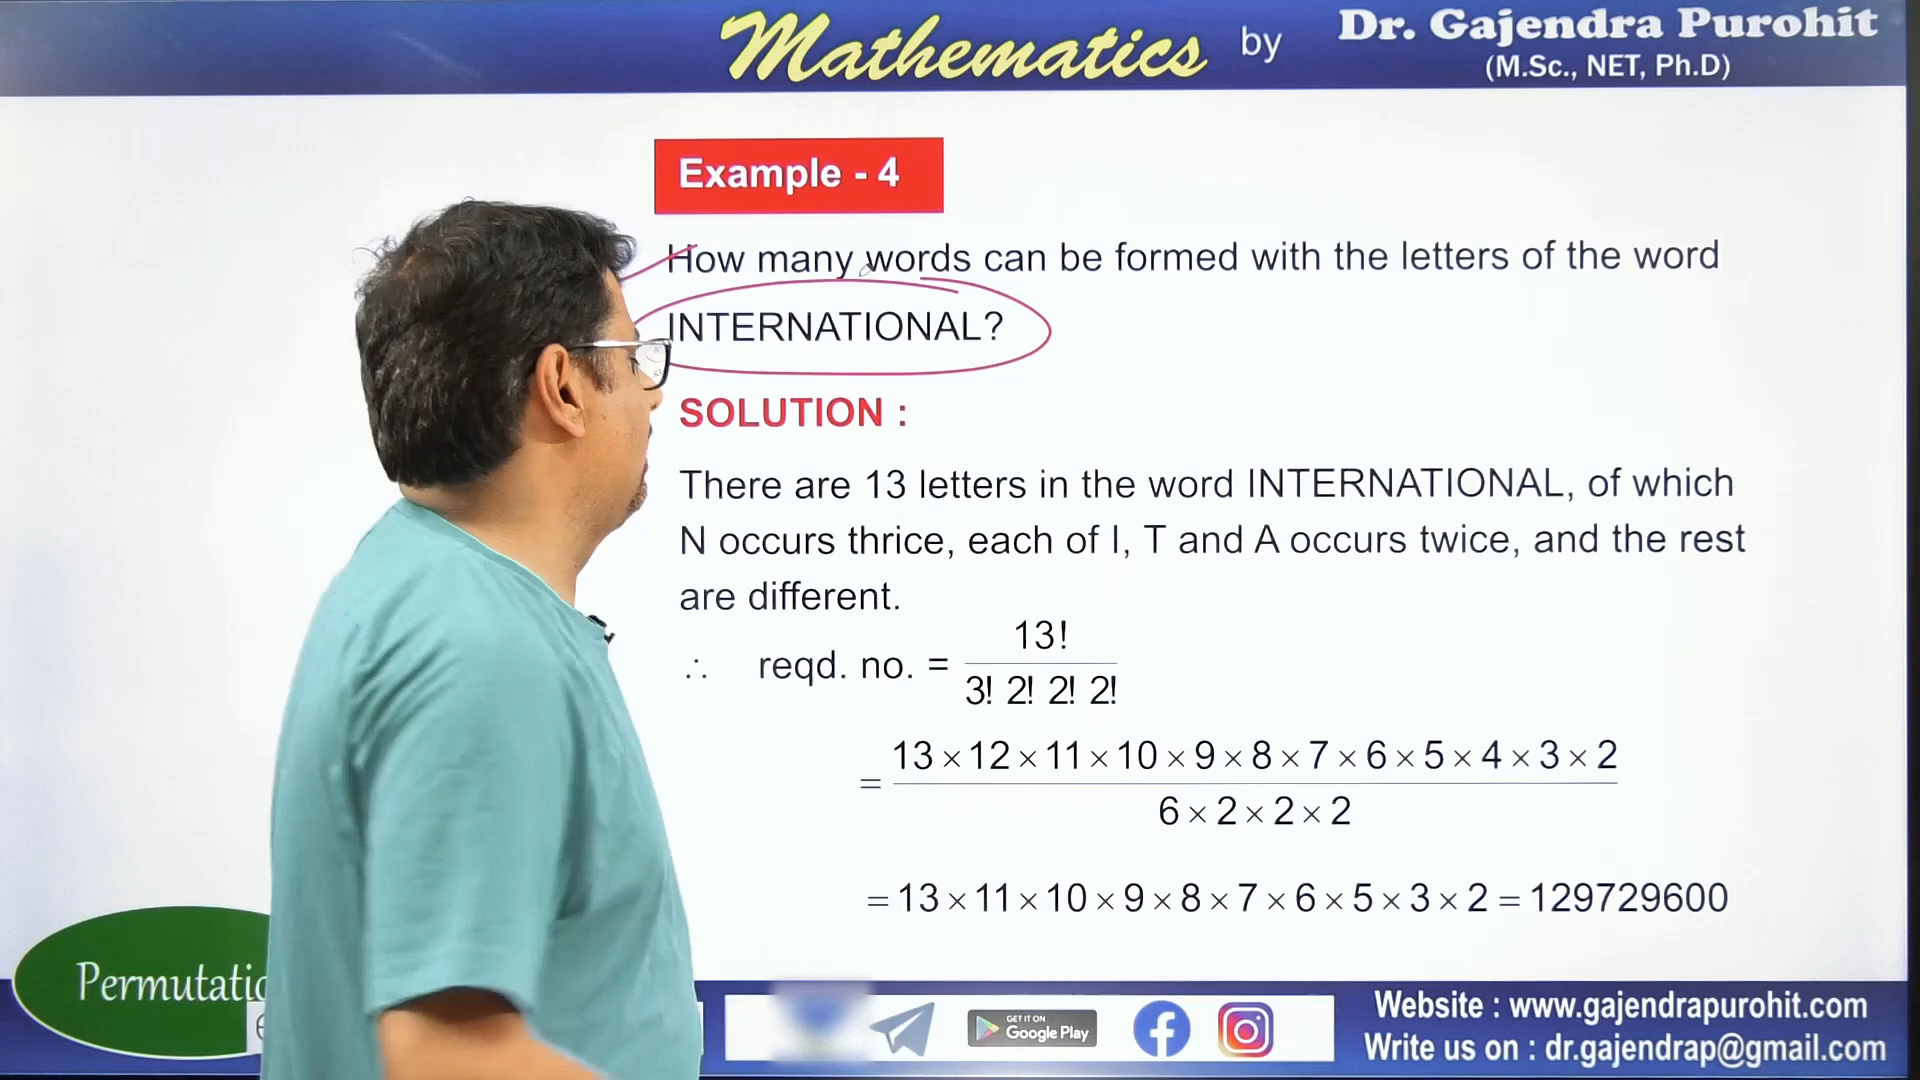 Mathematics by Dr. Gajendra Purohit
(M.Sc., NET, Ph.D)
Example - 4
How many words can be formed with the letters of the word
INTERNATIONAL?
SOLUTION :
There are 13 letters in the word INTERNATIONAL, of which
N occurs thrice, each of I, T and A occurs twice, and the rest
are different.
∴ reqd. no. = 13! / 3! 2! 2! 2!
= 13 × 12 × 11 × 10 × 9 × 8 × 7 × 6 × 5 × 4 × 3 × 2 / 6 × 2 × 2 × 2
= 13 × 11 × 10 × 9 × 8 × 7 × 6 × 5 × 3 × 2 = 129729600
GET IT ON
Google Play
Website : www.gajendrapurohit.com
Write us on : dr.gajendrap@gmail.com